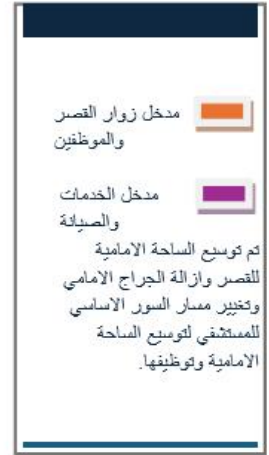 مدخل زوار القصر
والموظفين
مدخل الخدمات
والصيانة
تم توسيع الساحة الامامية
للقصر وازالة الجراج الامامي
وتغيير مسار السور الاساسي
للمستشفي لتوسيع الساحة
الامامية وتوظيفها.